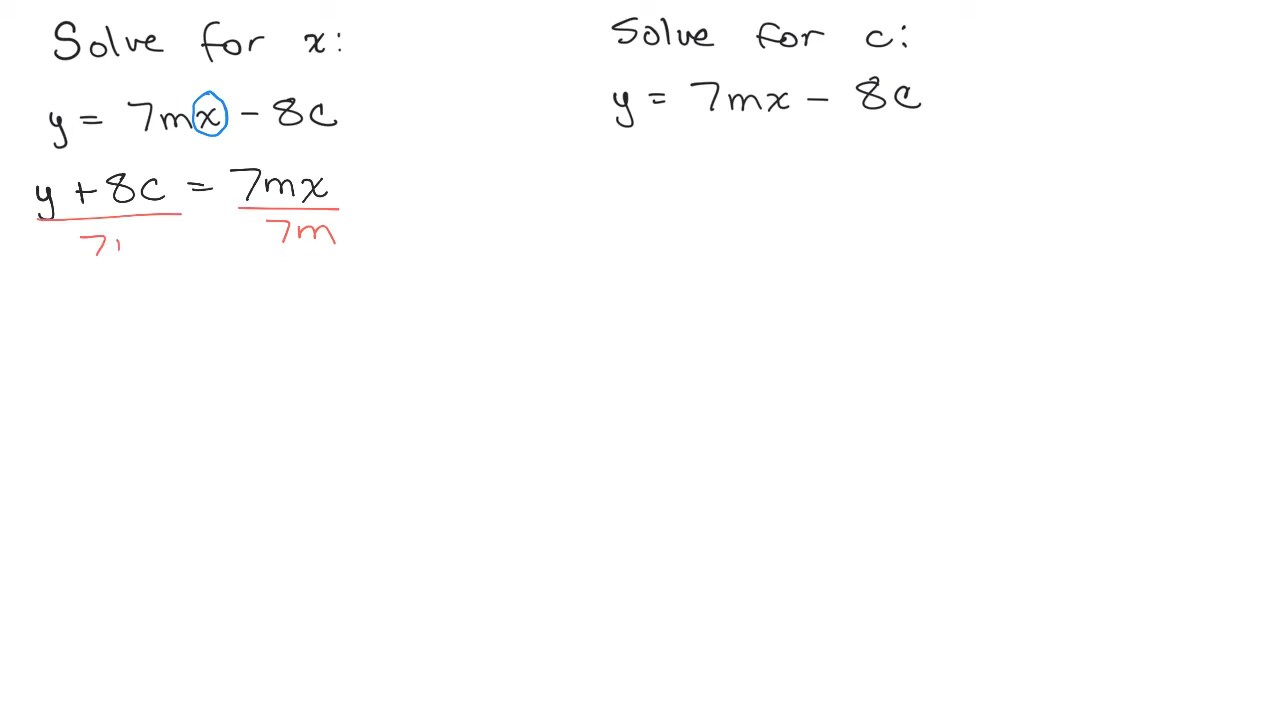 Solve for x:
y = 7mx - 8c
y + 8c = 7mx
7m
Solve for c:
y = 7mx - 8c